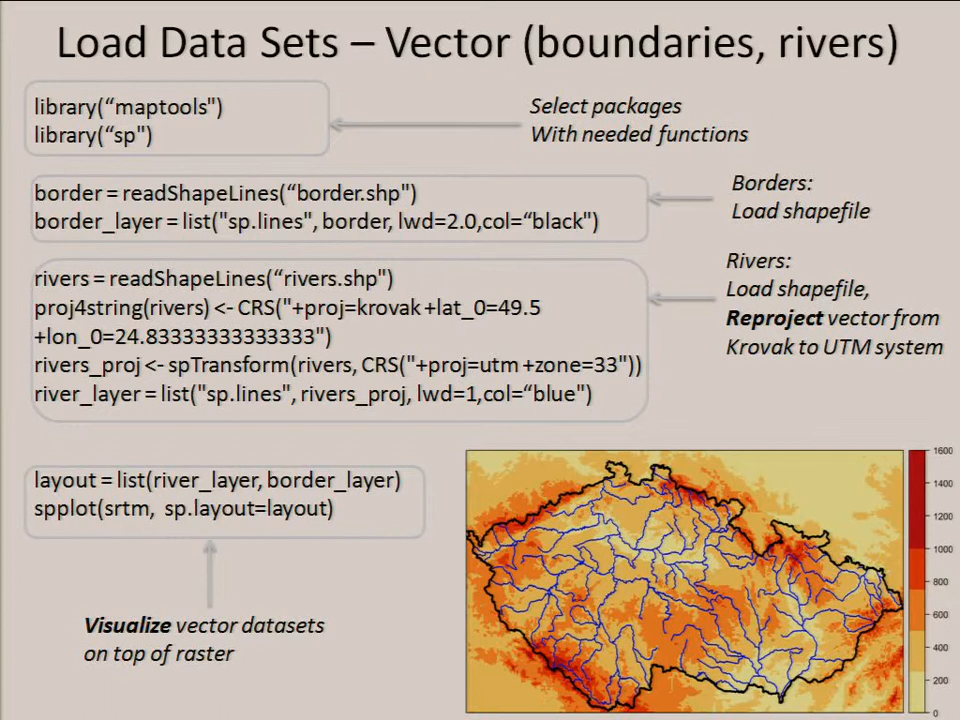 Load Data Sets – Vector (boundaries, rivers)
library(“maptools")
library(“sp")
Select packages
With needed functions
border = readShapeLines(“border.shp")
border_layer = list("sp.lines", border, lwd=2.0,col=“black")
Borders:
Load shapefile
rivers = readShapeLines(“rivers.shp")
proj4string(rivers) <- CRS("+proj=krovak +lat_0=49.5
+lon_0=24.83333333333333")
rivers_proj <- spTransform(rivers, CRS("+proj=utm +zone=33"))
river_layer = list("sp.lines", rivers_proj, lwd=1,col=“blue")
Rivers:
Load shapefile,
Reproject vector from
Krovak to UTM system
layout = list(river_layer, border_layer)
spplot(srtm, sp.layout=layout)
Visualize vector datasets
on top of raster
1600
1400
1200
1000
800
600
400
200
0